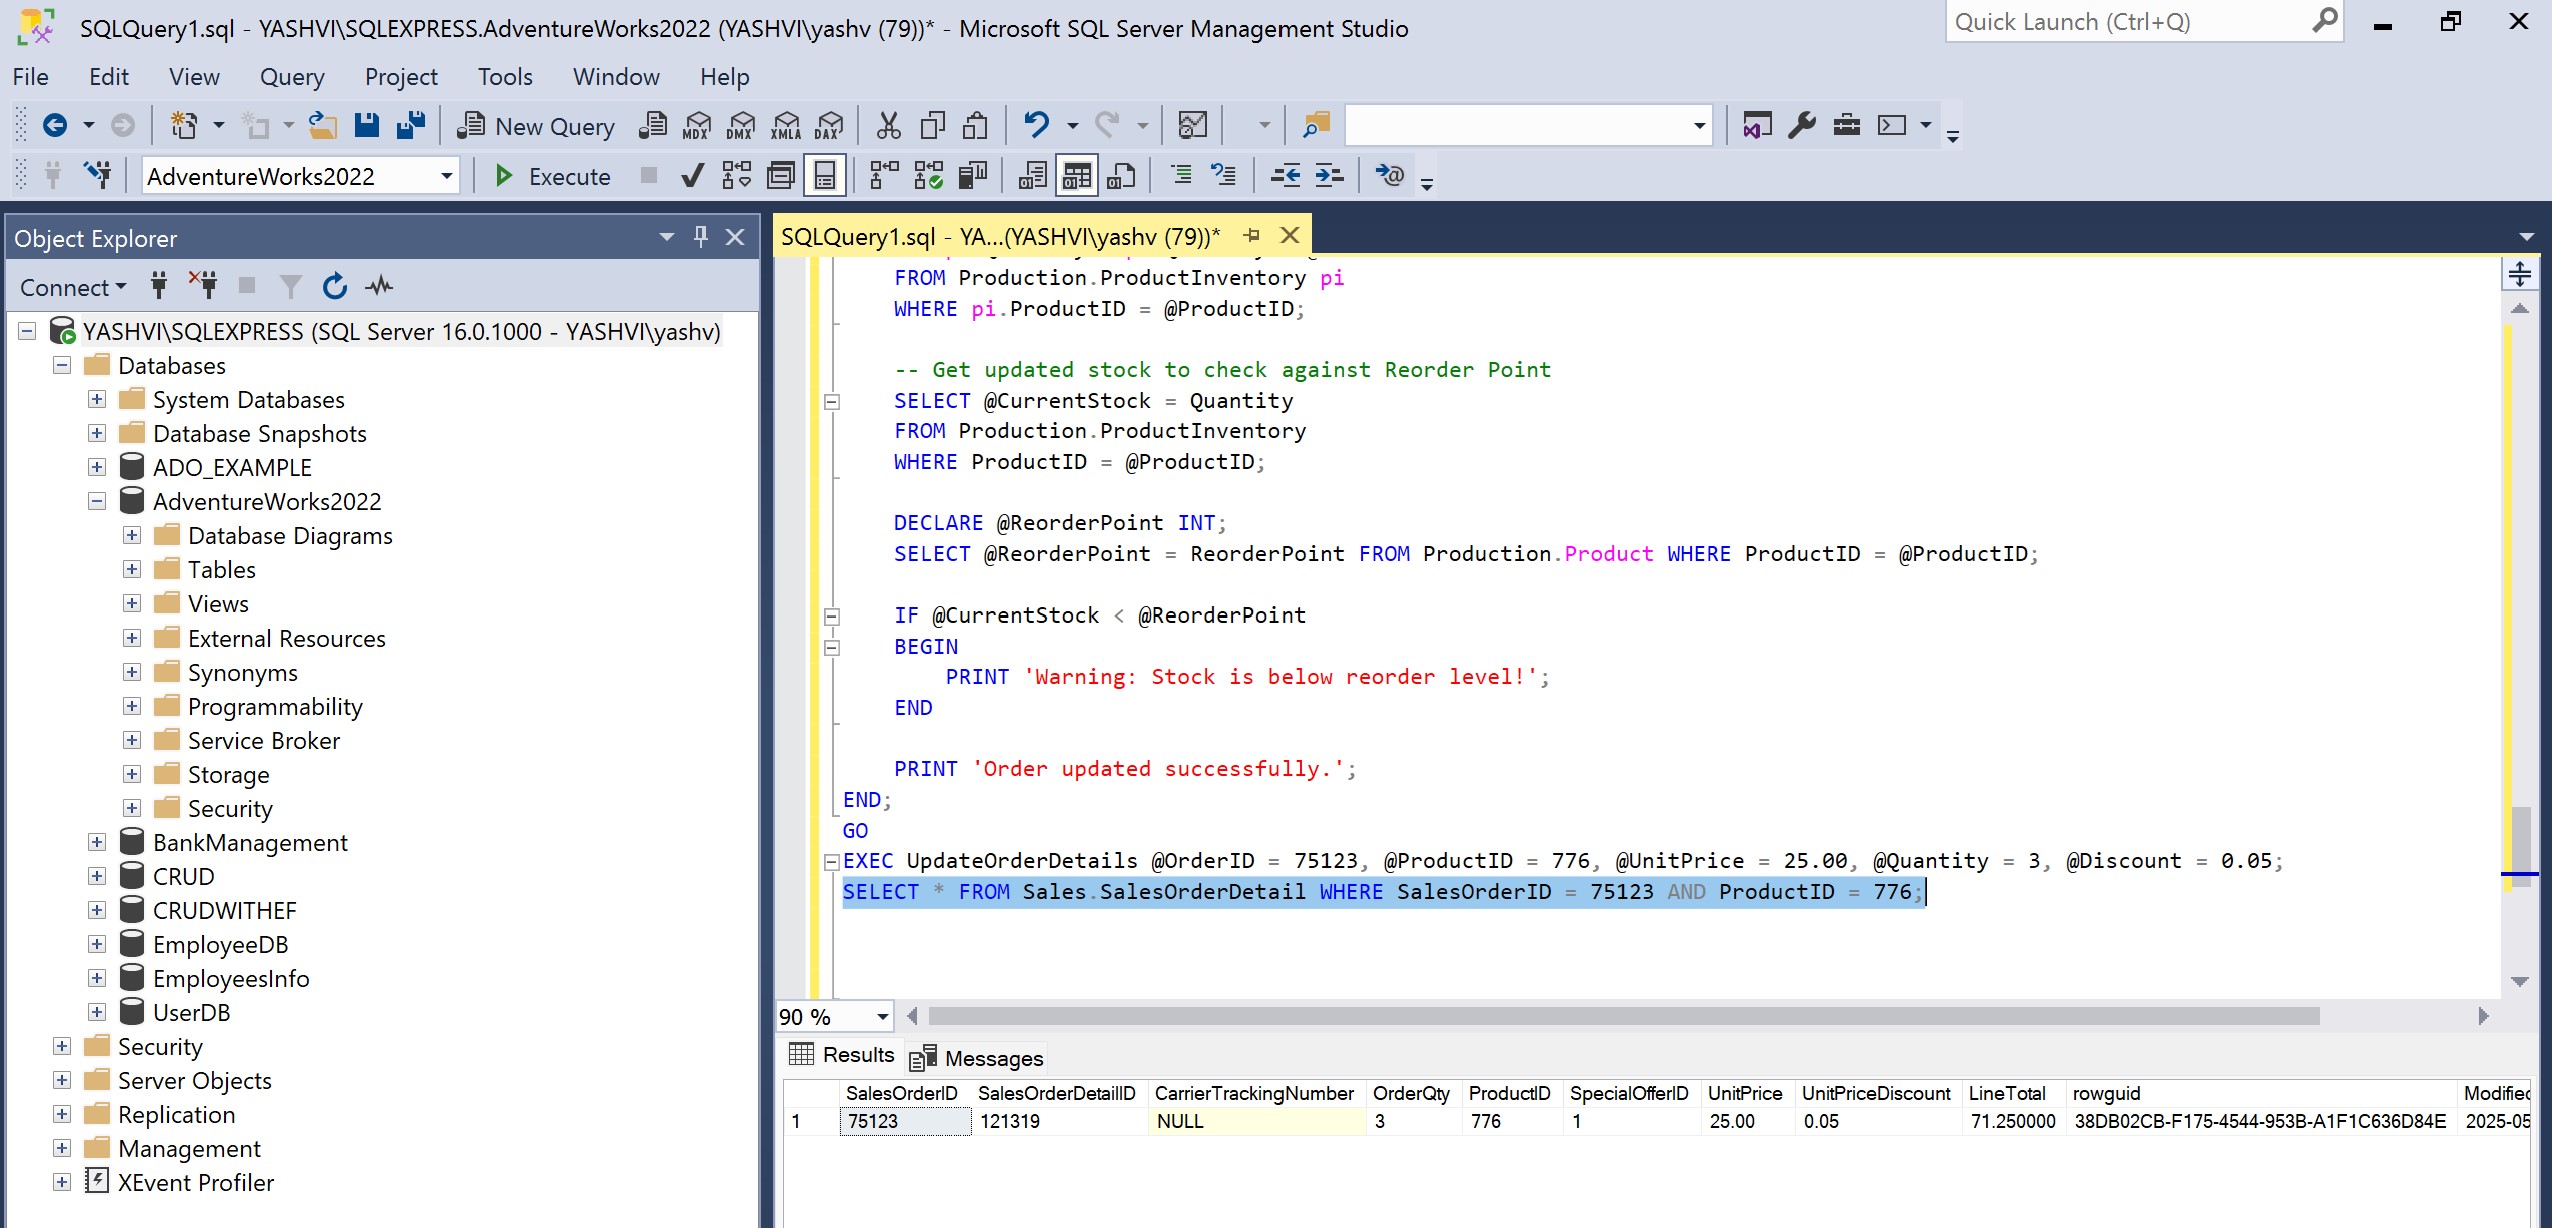 SQLQuery1.sql - YASHVI\SQLEXPRESS.AdventureWorks2022 (YASHVI\yashv (79))* - Microsoft SQL Server Management Studio
Quick Launch (Ctrl+Q)
File Edit View Query Project Tools Window Help
New Query MDX DMX XMLA DAX
AdventureWorks2022 Execute
Object Explorer
Connect
YASHVI\SQLEXPRESS (SQL Server 16.0.1000 - YASHVI\yashv)
Databases
System Databases
Database Snapshots
ADO_EXAMPLE
AdventureWorks2022
Database Diagrams
Tables
Views
External Resources
Synonyms
Programmability
Service Broker
Storage
Security
BankManagement
CRUD
CRUDWITHEF
EmployeeDB
EmployeesInfo
UserDB
Security
Server Objects
Replication
Management
XEvent Profiler
SQLQuery1.sql - YA...(YASHVI\yashv (79))*
FROM Production.ProductInventory pi
WHERE pi.ProductID = @ProductID;
-- Get updated stock to check against Reorder Point
SELECT @CurrentStock = Quantity
FROM Production.ProductInventory
WHERE ProductID = @ProductID;
DECLARE @ReorderPoint INT;
SELECT @ReorderPoint = ReorderPoint FROM Production.Product WHERE ProductID = @ProductID;
IF @CurrentStock < @ReorderPoint
BEGIN
PRINT 'Warning: Stock is below reorder level!';
END
PRINT 'Order updated successfully.';
END;
GO
EXEC UpdateOrderDetails @OrderID = 75123, @ProductID = 776, @UnitPrice = 25.00, @Quantity = 3, @Discount = 0.05;
SELECT * FROM Sales.SalesOrderDetail WHERE SalesOrderID = 75123 AND ProductID = 776;
90 %
Results Messages
SalesOrderID SalesOrderDetailID CarrierTrackingNumber OrderQty ProductID SpecialOfferID UnitPrice UnitPriceDiscount LineTotal rowguid Modified
1 75123 121319 NULL 3 776 1 25.00 0.05 71.250000 38DB02CB-F175-4544-953B-A1F1C636D84E 2025-05